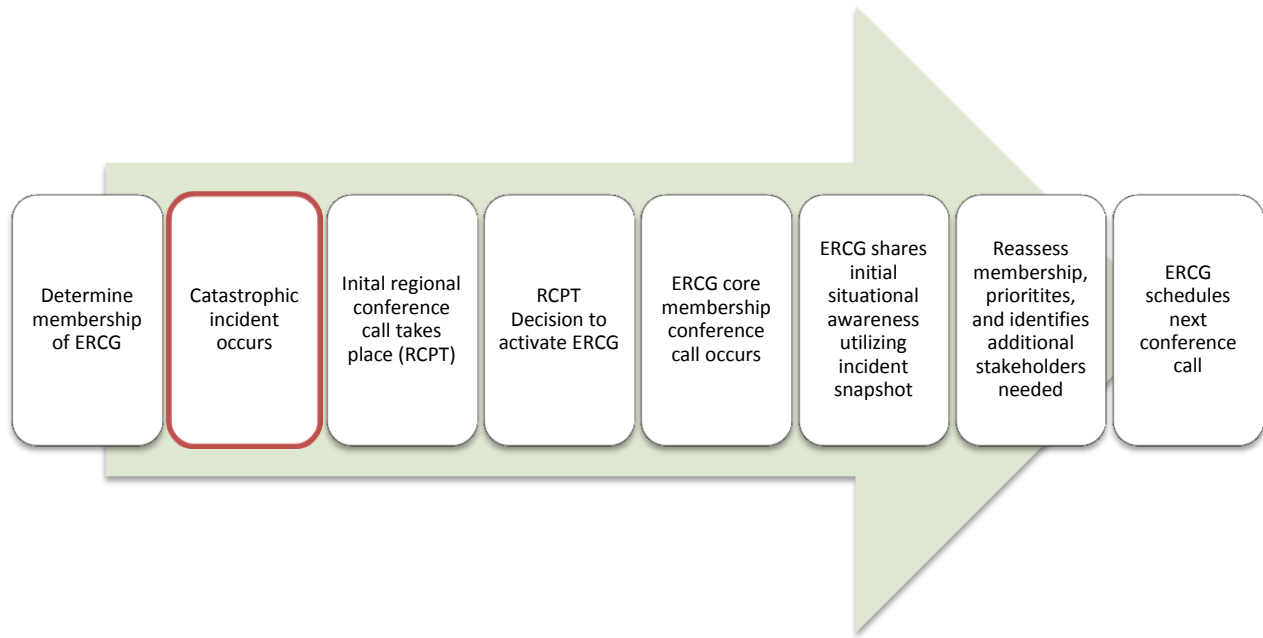 Determine
membership
of ERCG
Catastrophic
incident
occurs
Inital regional
conference
call takes
place (RCPT)
RCPT
Decision to
activate ERCG
ERCG core
membership
conference
call occurs
ERCG shares
initial
situational
awareness
utilizing
incident
snapshot
Reassess
membership,
prioritites,
and identifies
additional
stakeholders
needed
ERCG
schedules
next
conference
call